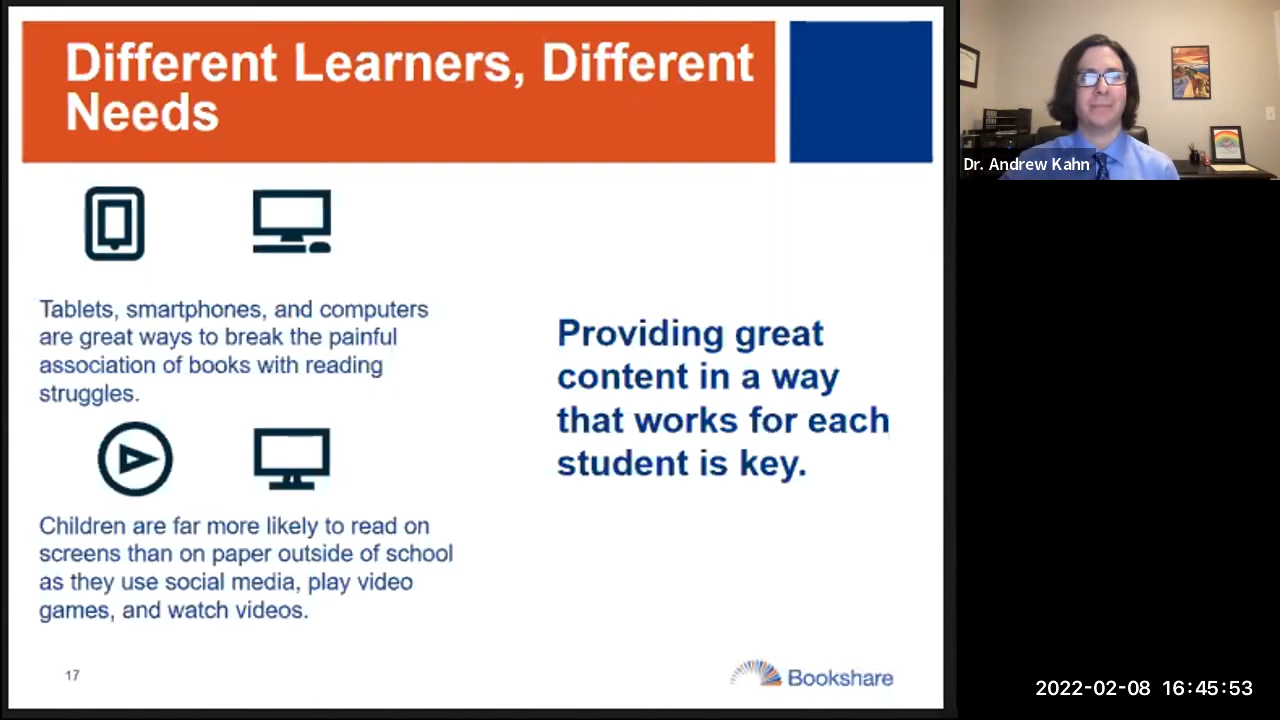 Different Learners, Different
Needs
Tablets, smartphones, and computers
are great ways to break the painful
association of books with reading
struggles.
Children are far more likely to read on
screens than on paper outside of school
as they use social media, play video
games, and watch videos.
Providing great
content in a way
that works for each
student is key.
17
Bookshare
Dr. Andrew Kahn
2022-02-08 16:45:53